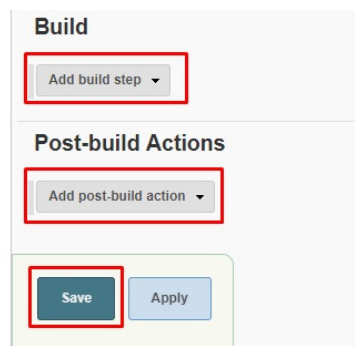 Build
Add build step
Post-build Actions
Add post-build action
Save Apply